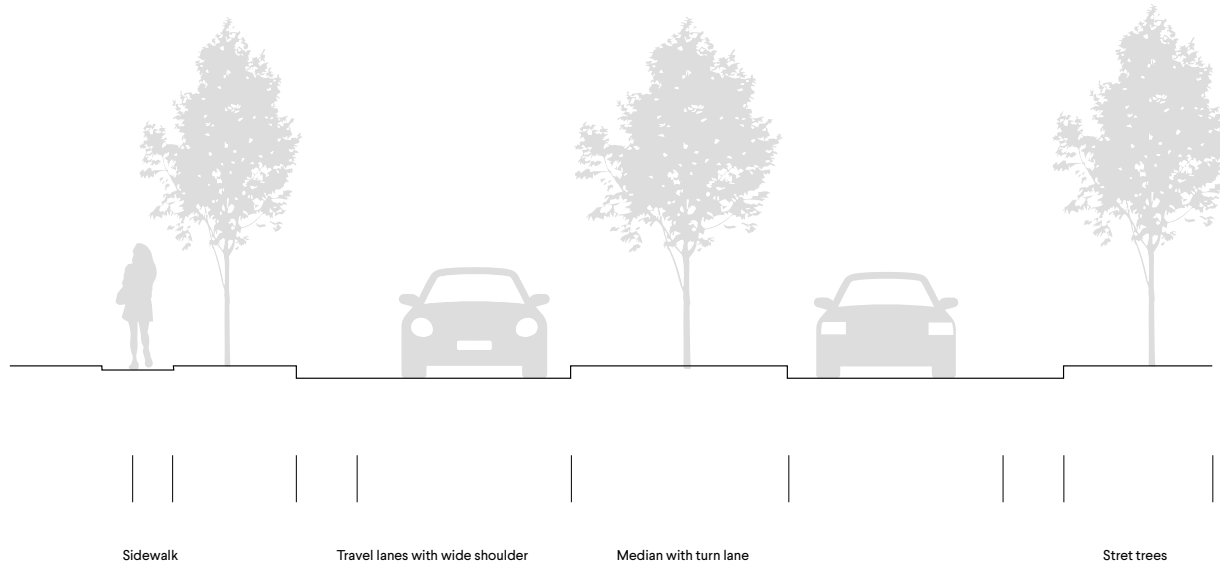 Sidewalk
Travel lanes with wide shoulder
Median with turn lane
Stret trees